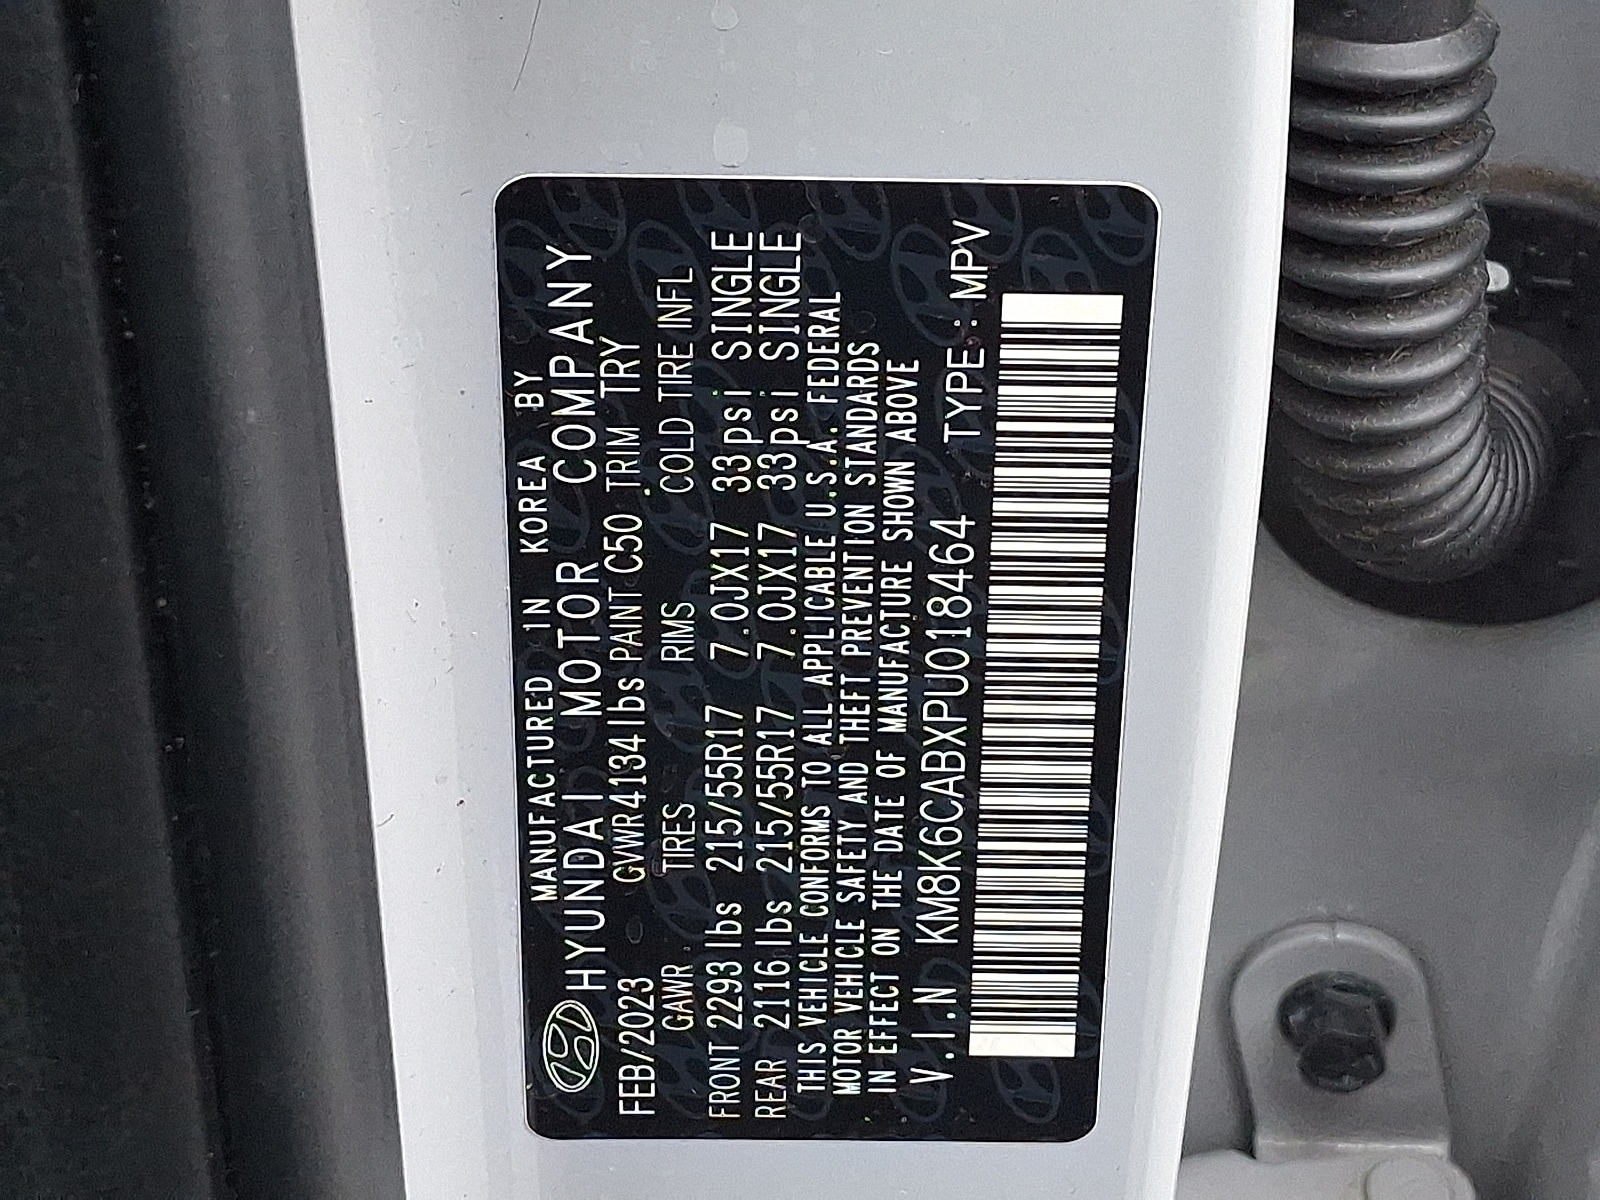 MANUFACTURED IN KOREA BY
HYUNDAI MOTOR COMPANY
FEB/2023 GVWR 4134 lbs PAINT C50 TRIM TRY
GAWR TIRES RIMS COLD TIRE INFL
FRONT 2293 lbs 215/55R17 7.0JX17 33psi SINGLE
REAR 2116 lbs 215/55R17 7.0JX17 33psi SINGLE
THIS VEHICLE CONFORMS TO ALL APPLICABLE U.S.A. FEDERAL
MOTOR VEHICLE SAFETY AND THEFT PREVENTION STANDARDS
IN EFFECT ON THE DATE OF MANUFACTURE SHOWN ABOVE
V.I.N KM8K6CABXPU018464 TYPE : MPV